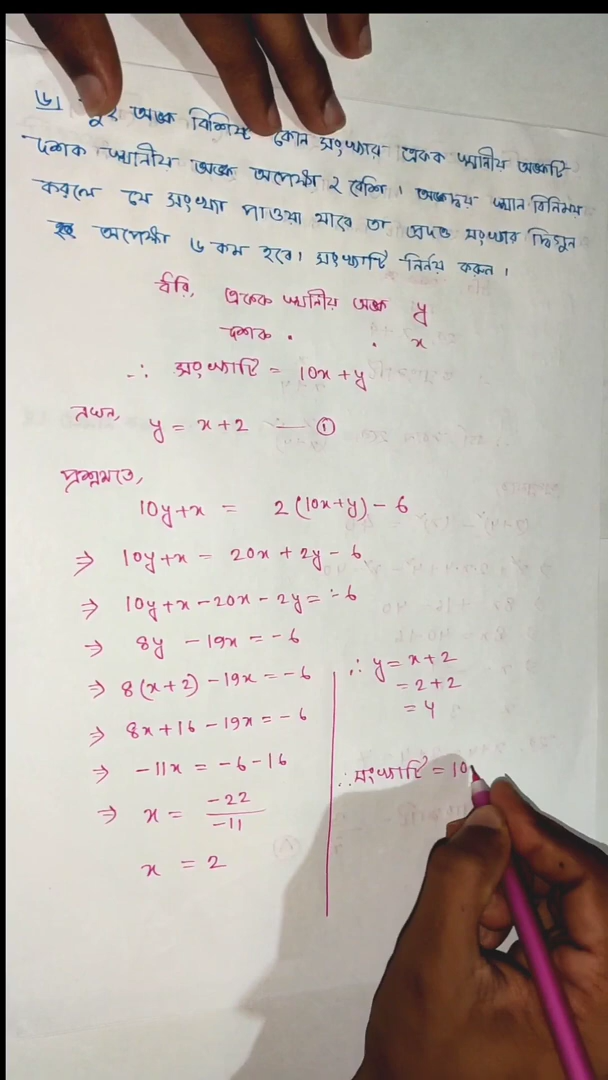 ৬। দুই অঙ্ক বিশিষ্ট কোন সংখ্যার একক স্থানীয় অঙ্কটি
দশক স্থানীয় অঙ্ক অপেক্ষা ২ বেশি। অঙ্কদ্বয় স্থান বিনিময়
করলে যে সংখ্যা পাওয়া যাবে তা প্রদত্ত সংখ্যার দ্বিগুন
অপেক্ষা ৬ কম হবে। সংখ্যাটি নির্নয় করুন।
ধরি, একক স্থানীয় অঙ্ক y
দশক " " x
∴ সংখ্যাটি = 10x+y
তখন,
y = x+2 — ①
প্রশ্নমতে,
10y+x = 2(10x+y) - 6
⇒ 10y+x = 20x + 2y - 6
⇒ 10y+x-20x-2y = -6
⇒ 8y -19x = -6
⇒ 8(x+2) -19x = -6
⇒ 8x+16-19x = -6
⇒ -11x = -6-16
⇒ x = -22/-11
x = 2
∴ y = x+2
= 2+2
= 4
∴ সংখ্যাটি = 10